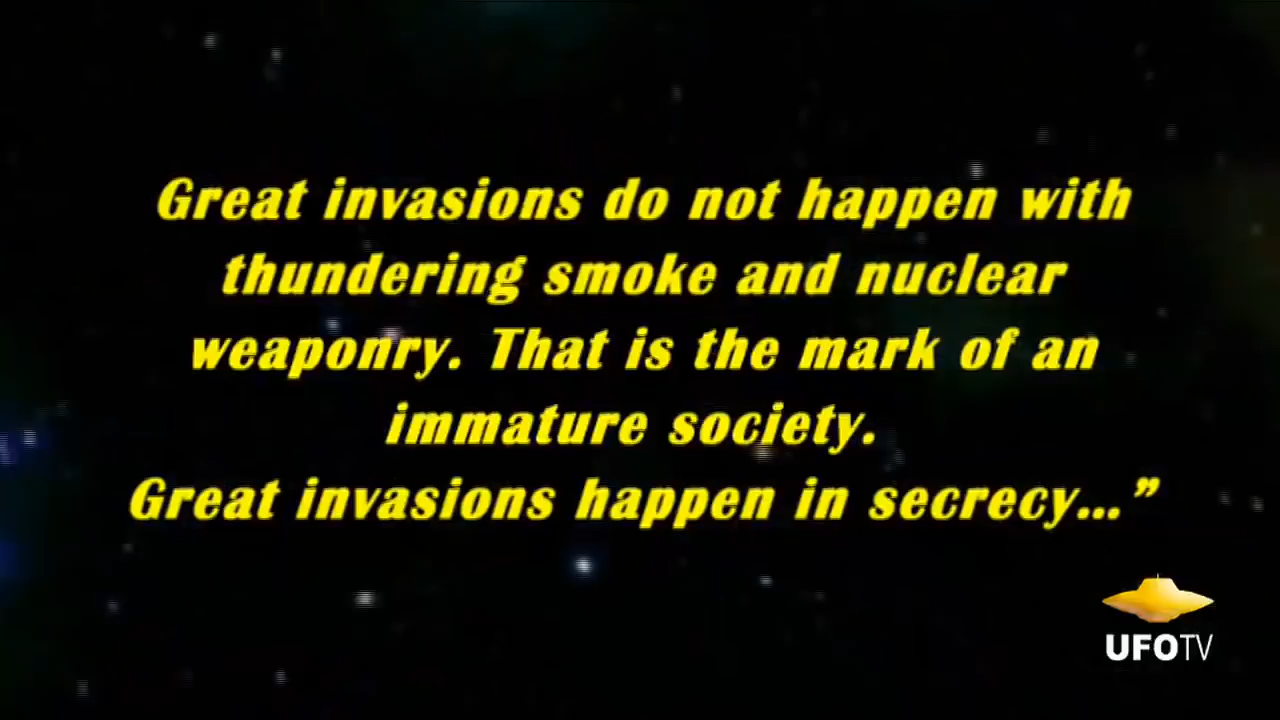 Great invasions do not happen with
thundering smoke and nuclear
weaponry. That is the mark of an
immature society.
Great invasions happen in secrecy...”
UFOTV